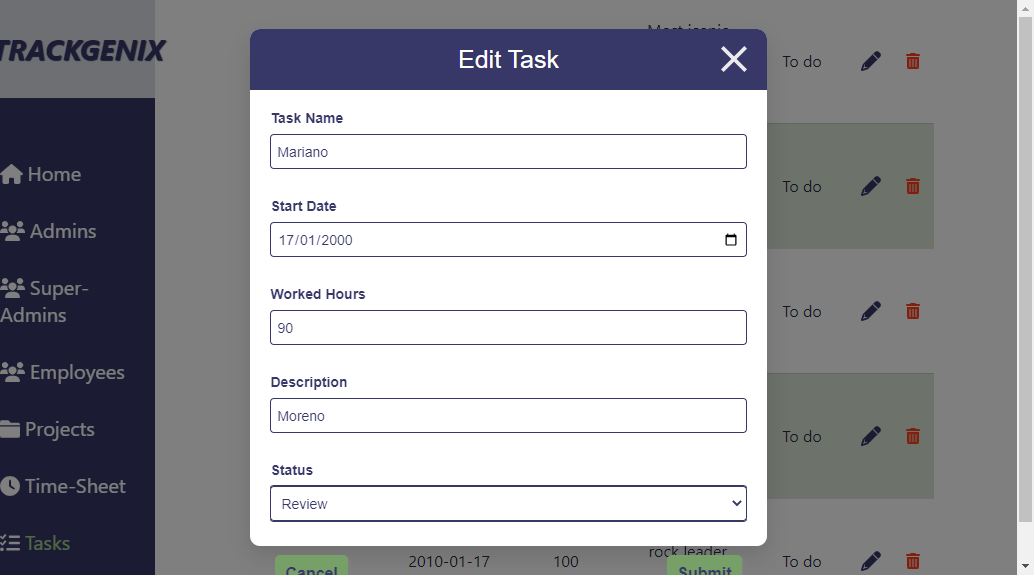 TRACKGENIX
Home
Admins
Super-
Admins
Employees
Projects
Time-Sheet
Tasks
Edit Task
Task Name
Mariano
Start Date
17/01/2000
Worked Hours
90
Description
Moreno
Status
Review
Most iconic
To do
To do
To do
To do
2010-01-17
100
rock leader
To do
Cancel
Submit